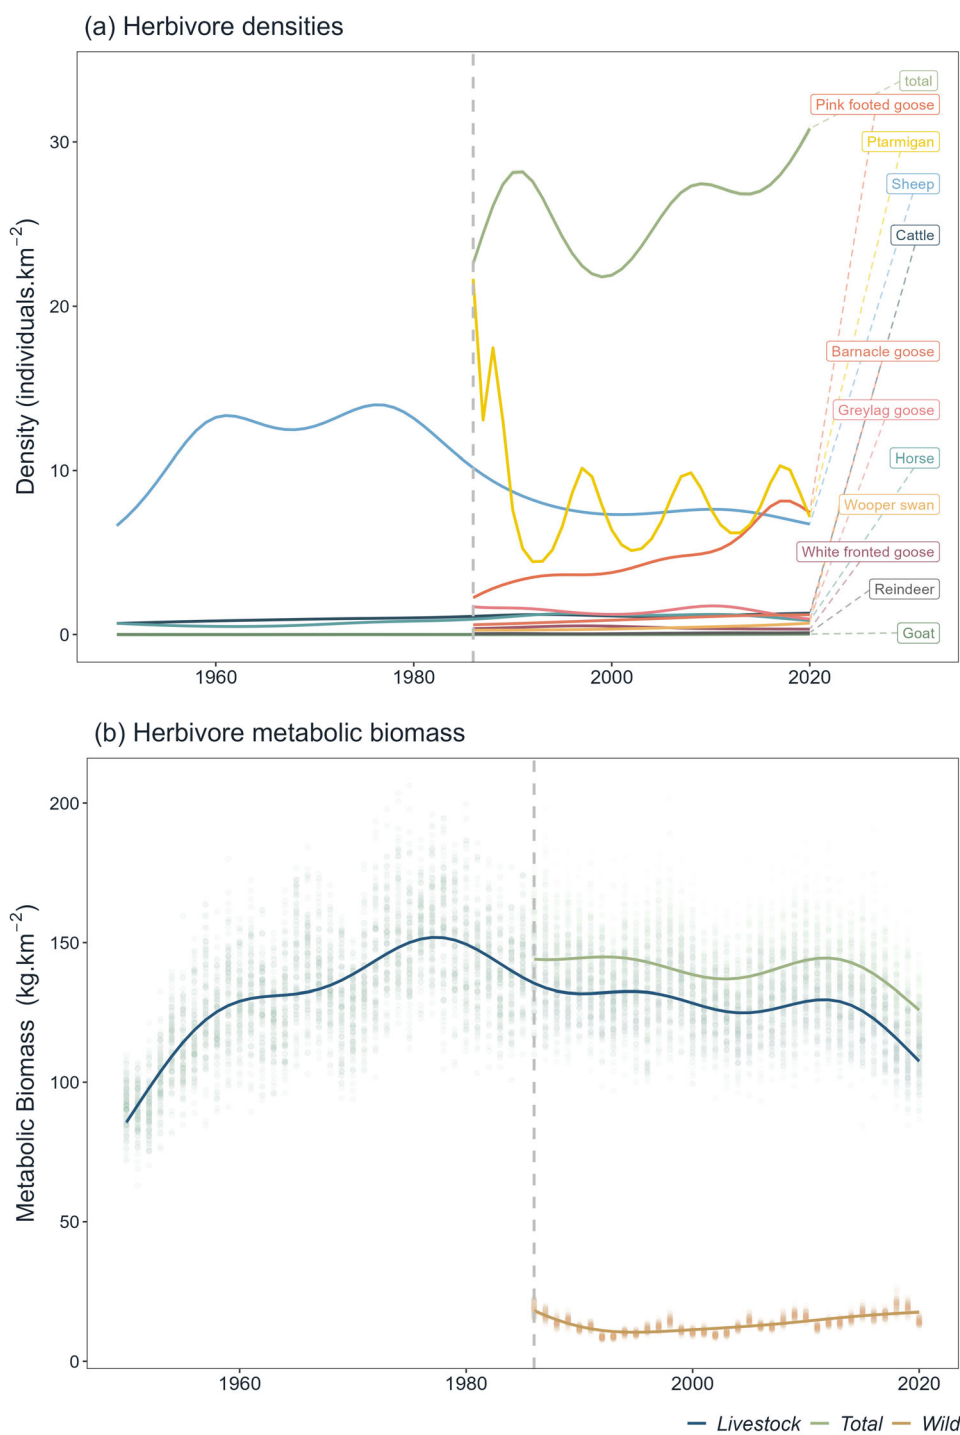 (a) Herbivore densities
Density (individuals.km⁻²)
30
20
10
0
total
Pink footed goose
Ptarmigan
Sheep
Cattle
Barnacle goose
Greylag goose
Horse
Wooper swan
White fronted goose
Reindeer
Goat
1960
1980
2000
2020
(b) Herbivore metabolic biomass
Metabolic Biomass (kg.km⁻²)
200
150
100
50
0
1960
1980
2000
2020
Livestock
Total
Wild